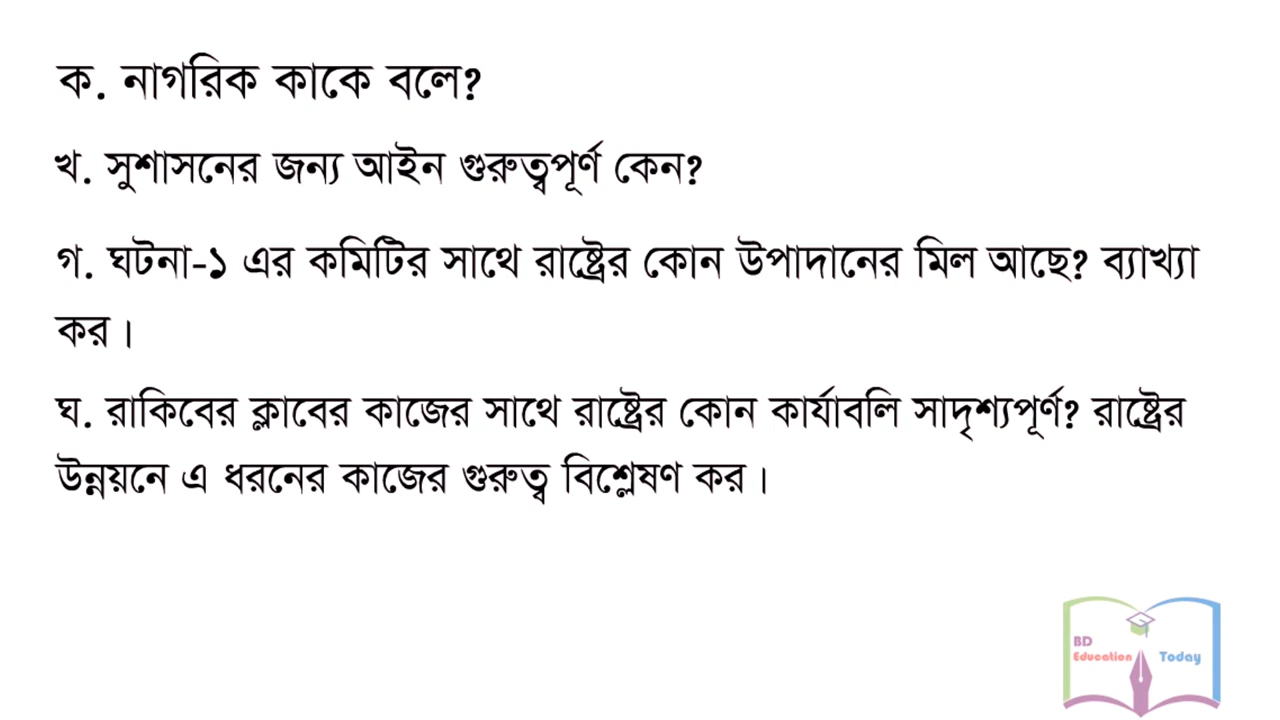 ক. নাগরিক কাকে বলে?
খ. সুশাসনের জন্য আইন গুরুত্বপূর্ণ কেন?
গ. ঘটনা-১ এর কমিটির সাথে রাষ্ট্রের কোন উপাদানের মিল আছে? ব্যাখ্যা
কর।
ঘ. রাকিবের ক্লাবের কাজের সাথে রাষ্ট্রের কোন কার্যাবলি সাদৃশ্যপূর্ণ? রাষ্ট্রের
উন্নয়নে এ ধরনের কাজের গুরুত্ব বিশ্লেষণ কর।
BD
Education Today